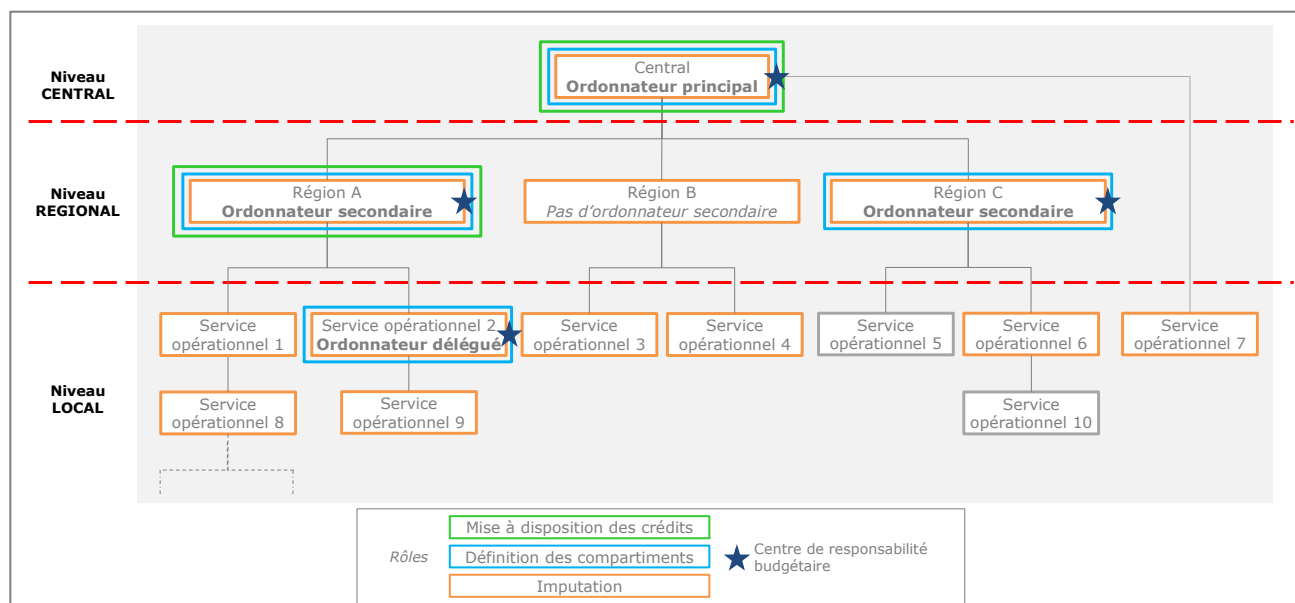 Niveau
CENTRAL
Central
Ordonnateur principal
Niveau
REGIONAL
Région A
Ordonnateur secondaire
Région B
Pas d'ordonnateur secondaire
Région C
Ordonnateur secondaire
Niveau
LOCAL
Service
opérationnel 1
Service opérationnel 2
Ordonnateur délégué
Service
opérationnel 3
Service
opérationnel 4
Service
opérationnel 5
Service
opérationnel 6
Service
opérationnel 7
Service
opérationnel 8
Service
opérationnel 9
Service
opérationnel 10
Rôles
Mise à disposition des crédits
Définition des compartiments
Imputation
Centre de responsabilité
budgétaire